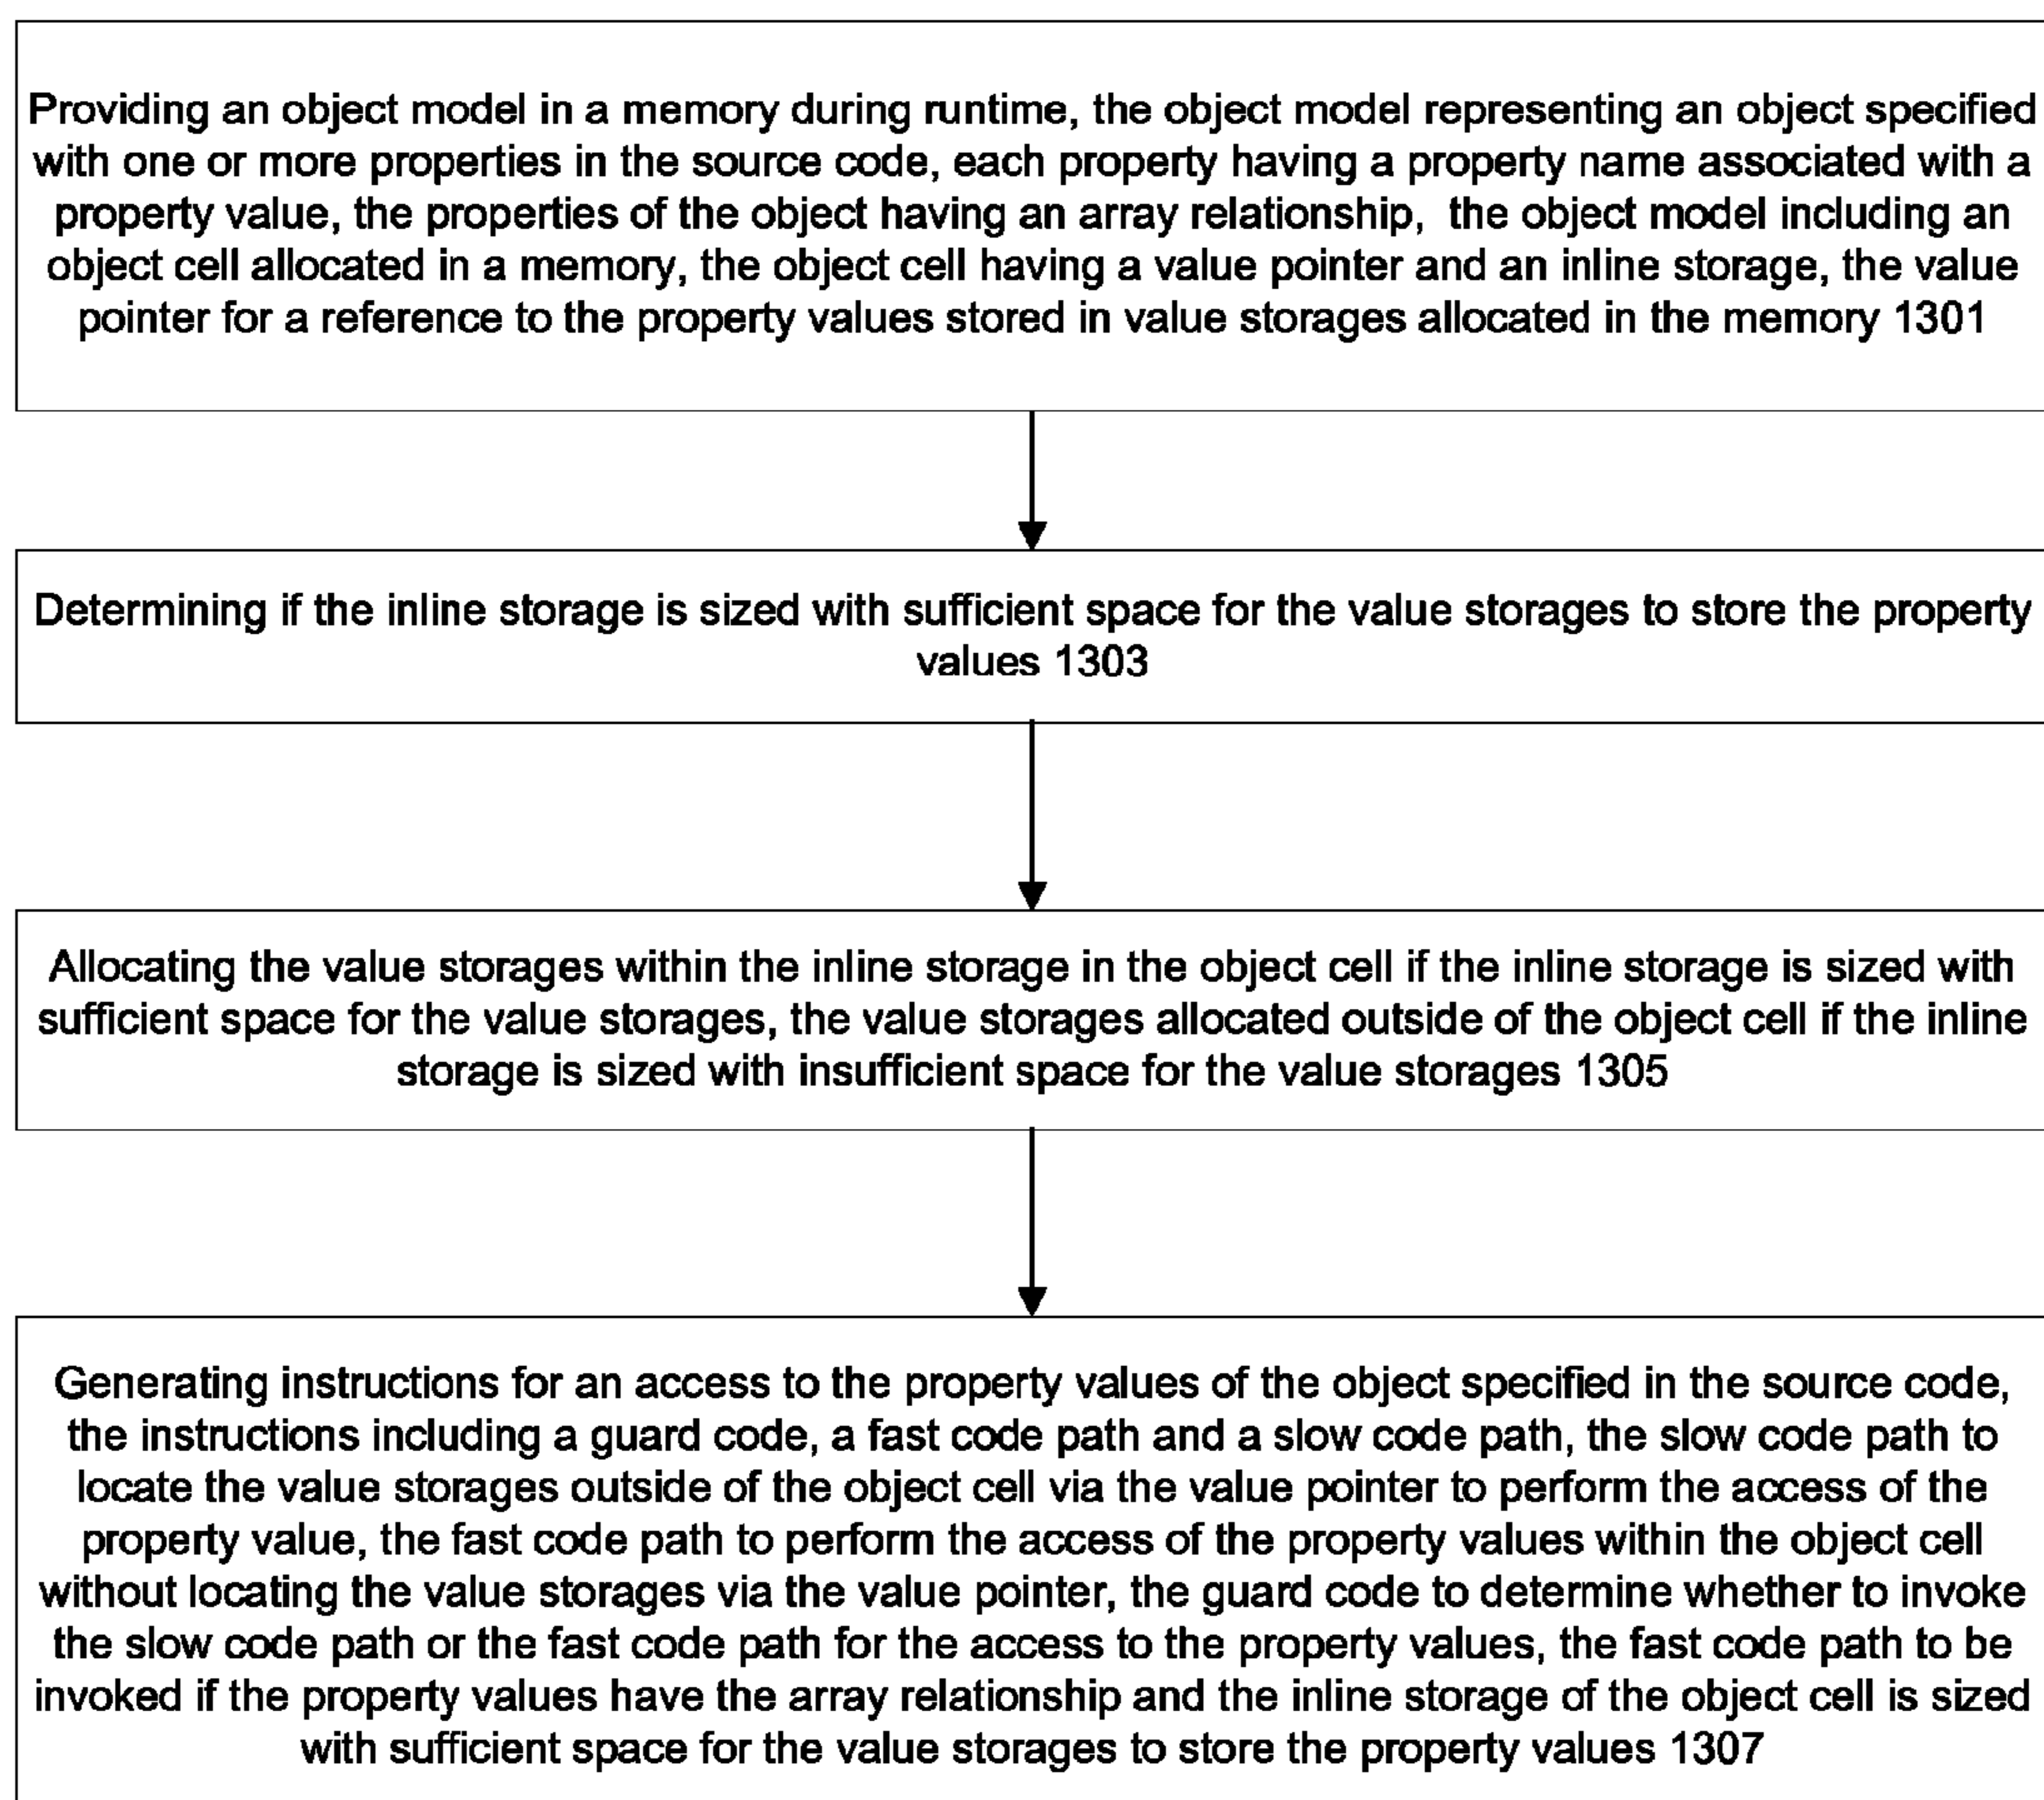 Providing an object model in a memory during runtime, the object model representing an object specified
with one or more properties in the source code, each property having a property name associated with a
property value, the properties of the object having an array relationship, the object model including an
object cell allocated in a memory, the object cell having a value pointer and an inline storage, the value
pointer for a reference to the property values stored in value storages allocated in the memory 1301
Determining if the inline storage is sized with sufficient space for the value storages to store the property
values 1303
Allocating the value storages within the inline storage in the object cell if the inline storage is sized with
sufficient space for the value storages, the value storages allocated outside of the object cell if the inline
storage is sized with insufficient space for the value storages 1305
Generating instructions for an access to the property values of the object specified in the source code,
the instructions including a guard code, a fast code path and a slow code path, the slow code path to
locate the value storages outside of the object cell via the value pointer to perform the access of the
property value, the fast code path to perform the access of the property values within the object cell
without locating the value storages via the value pointer, the guard code to determine whether to invoke
the slow code path or the fast code path for the access to the property values, the fast code path to be
invoked if the property values have the array relationship and the inline storage of the object cell is sized
with sufficient space for the value storages to store the property values 1307